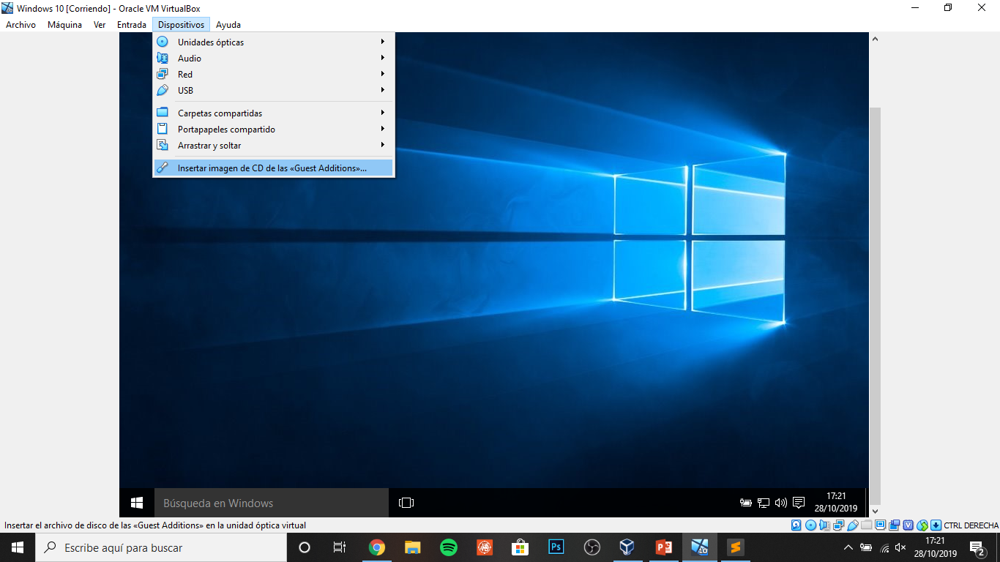 Windows 10 [Corriendo] - Oracle VM VirtualBox
Archivo Máquina Ver Entrada Dispositivos Ayuda
Unidades ópticas
Audio
Red
USB
Carpetas compartidas
Portapapeles compartido
Arrastrar y soltar
Insertar imagen de CD de las «Guest Additions»...
Búsqueda en Windows
17:21
28/10/2019
Insertar el archivo de disco de las «Guest Additions» en la unidad óptica virtual
CTRL DERECHA
Escribe aquí para buscar
Ps
10
17:21
28/10/2019
2